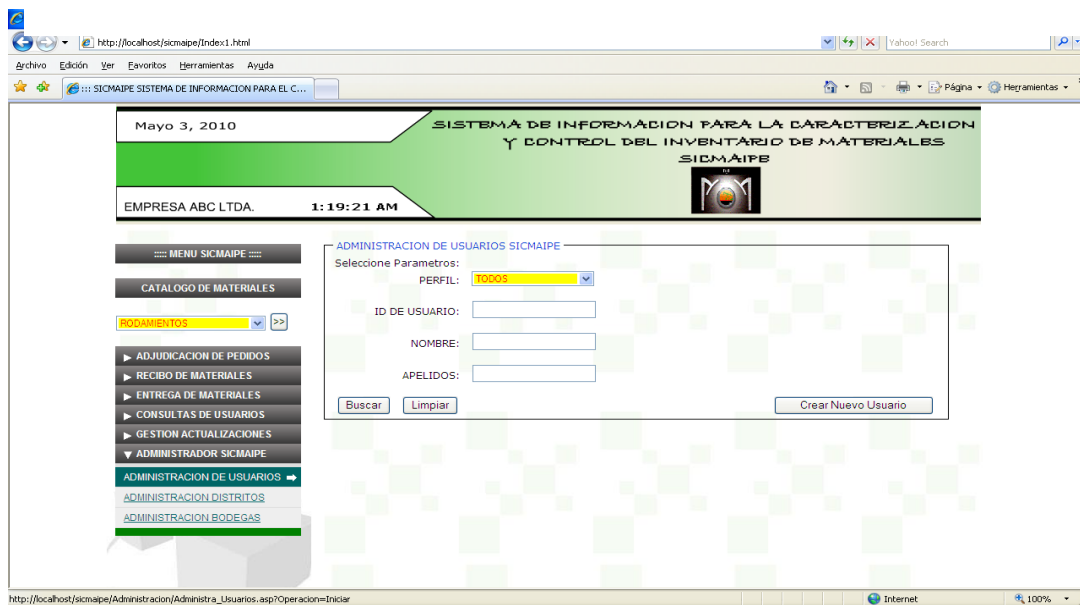 http://localhost/sicmaipe/Index1.html
Yahoo! Search
Archivo Edición Ver Favoritos Herramientas Ayuda
::: SICMAIPE SISTEMA DE INFORMACION PARA EL C...
Página Herramientas
Mayo 3, 2010
SISTEMA DE INFORMACION PARA LA CARACTERIZACION
Y CONTROL DEL INVENTARIO DE MATERIALES
SICMAIPE
EMPRESA ABC LTDA.
1:19:21 AM
::::: MENU SICMAIPE :::::
CATALOGO DE MATERIALES
RODAMIENTOS
>>
ADJUDICACION DE PEDIDOS
RECIBO DE MATERIALES
ENTREGA DE MATERIALES
CONSULTAS DE USUARIOS
GESTION ACTUALIZACIONES
ADMINISTRADOR SICMAIPE
ADMINISTRACION DE USUARIOS
ADMINISTRACION DISTRITOS
ADMINISTRACION BODEGAS
ADMINISTRACION DE USUARIOS SICMAIPE
Seleccione Parametros:
PERFIL: TODOS
ID DE USUARIO:
NOMBRE:
APELIDOS:
Buscar Limpiar Crear Nuevo Usuario
http://localhost/sicmaipe/Administracion/Administra_Usuarios.asp?Operacion=Iniciar
Internet
100%